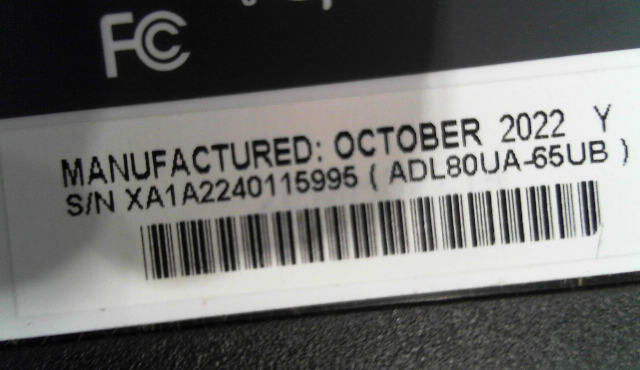 FC
MANUFACTURED: OCTOBER 2022 Y
S/N XA1A2240115995 ( ADL80UA-65UB )